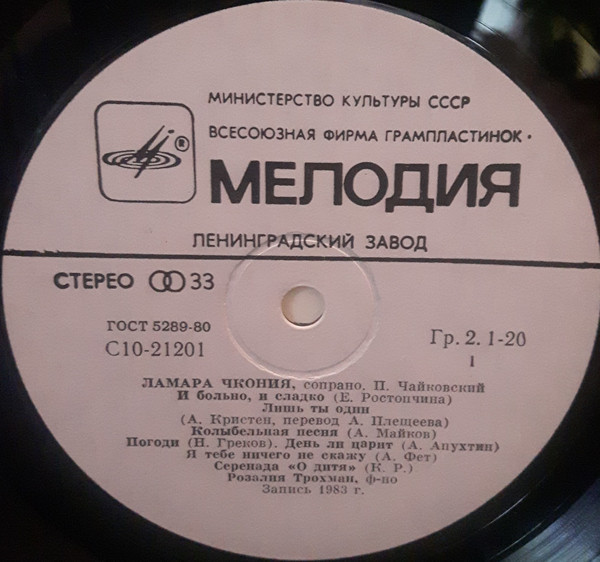 МИНИСТЕРСТВО КУЛЬТУРЫ СССР
ВСЕСОЮЗНАЯ ФИРМА ГРАМПЛАСТИНОК •
®
МЕЛОДИЯ
ЛЕНИНГРАДСКИЙ ЗАВОД
СТЕРЕО 33
ГОСТ 5289-80
С10-21201
Гр. 2. 1-20
1
ЛАМАРА ЧКОНИЯ, сопрано. П. Чайковский
И больно, и сладко (Е. Ростопчина)
Лишь ты один
(А. Кристен, перевод А. Плещеева)
Колыбельная песня (А. Майков)
Погоди (Н. Греков). День ли царит (А. Апухтин)
Я тебе ничего не скажу (А. Фет)
Серенада «О дитя» (К. Р.)
Розалия Трохман, ф-но
Запись 1983 г.